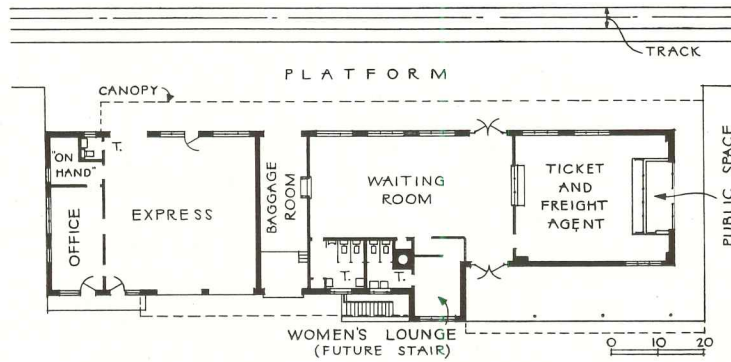 TRACK
PLATFORM
CANOPY
"ON
HAND"
T.
OFFICE
EXPRESS
BAGGAGE
ROOM
WAITING
ROOM
TICKET
AND
FREIGHT
AGENT
PUBLIC SPACE
T.
T.
WOMEN'S LOUNGE
(FUTURE STAIR)
0 10 20